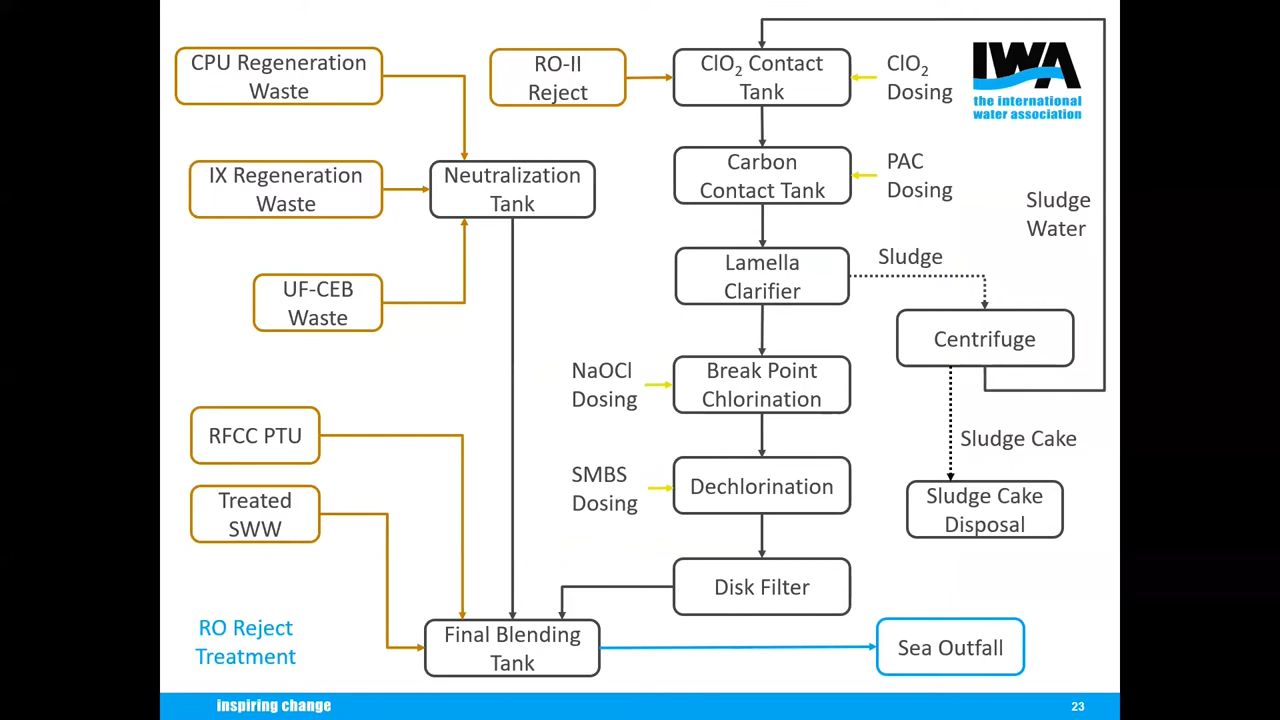 CPU Regeneration
Waste
RO-II
Reject
ClO₂ Contact
Tank
ClO₂
Dosing
IWA
the international
water association
IX Regeneration
Waste
Neutralization
Tank
Carbon
Contact Tank
PAC
Dosing
Sludge
Water
UF-CEB
Waste
Lamella
Clarifier
Sludge
Centrifuge
NaOCl
Dosing
Break Point
Chlorination
RFCC PTU
Sludge Cake
Treated
SWW
SMBS
Dosing
Dechlorination
Sludge Cake
Disposal
Disk Filter
RO Reject
Treatment
Final Blending
Tank
Sea Outfall
inspiring change
23